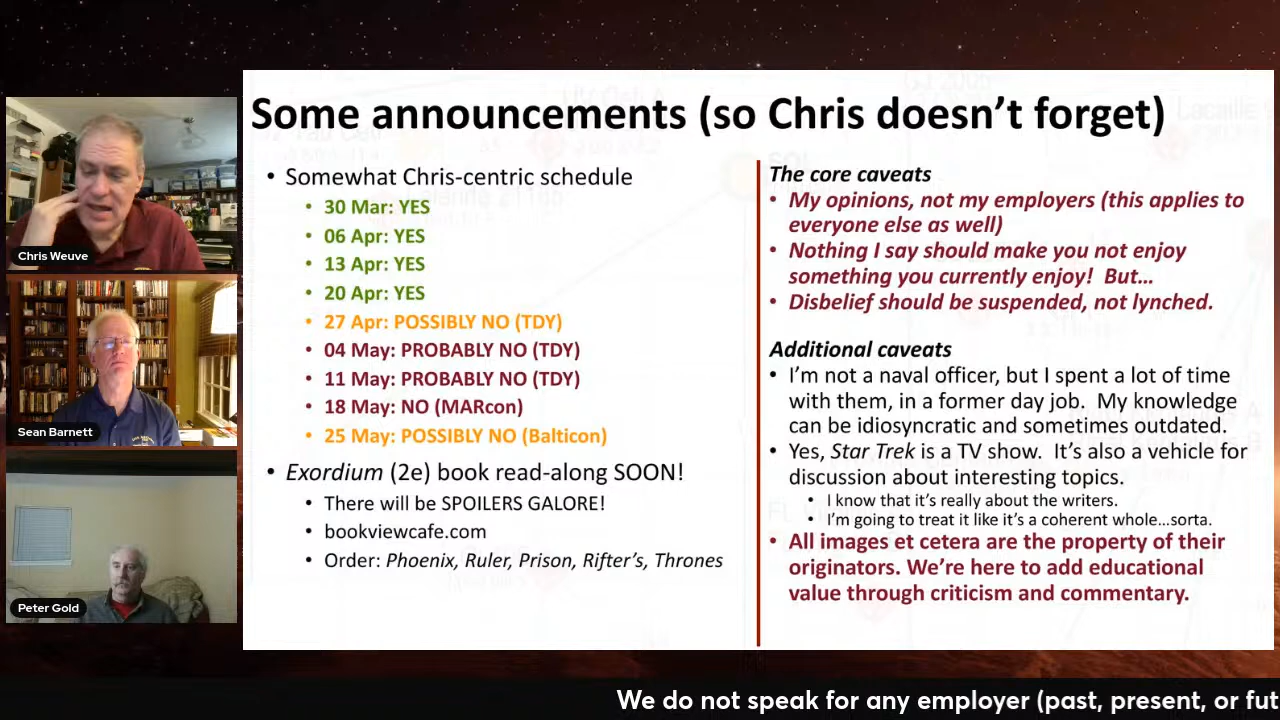 Some announcements (so Chris doesn’t forget)
• Somewhat Chris-centric schedule
• 30 Mar: YES
• 06 Apr: YES
• 13 Apr: YES
• 20 Apr: YES
• 27 Apr: POSSIBLY NO (TDY)
• 04 May: PROBABLY NO (TDY)
• 11 May: PROBABLY NO (TDY)
• 18 May: NO (MARcon)
• 25 May: POSSIBLY NO (Balticon)
• Exordium (2e) book read-along SOON!
• There will be SPOILERS GALORE!
• bookviewcafe.com
• Order: Phoenix, Ruler, Prison, Rifter’s, Thrones
The core caveats
• My opinions, not my employers (this applies to
everyone else as well)
• Nothing I say should make you not enjoy
something you currently enjoy! But…
• Disbelief should be suspended, not lynched.
Additional caveats
• I’m not a naval officer, but I spent a lot of time
with them, in a former day job. My knowledge
can be idiosyncratic and sometimes outdated.
• Yes, Star Trek is a TV show. It’s also a vehicle for
discussion about interesting topics.
• I know that it’s really about the writers.
• I’m going to treat it like it’s a coherent whole…sorta.
• All images et cetera are the property of their
originators. We’re here to add educational
value through criticism and commentary.
Chris Weuve
Sean Barnett
Peter Gold
We do not speak for any employer (past, present, or fut